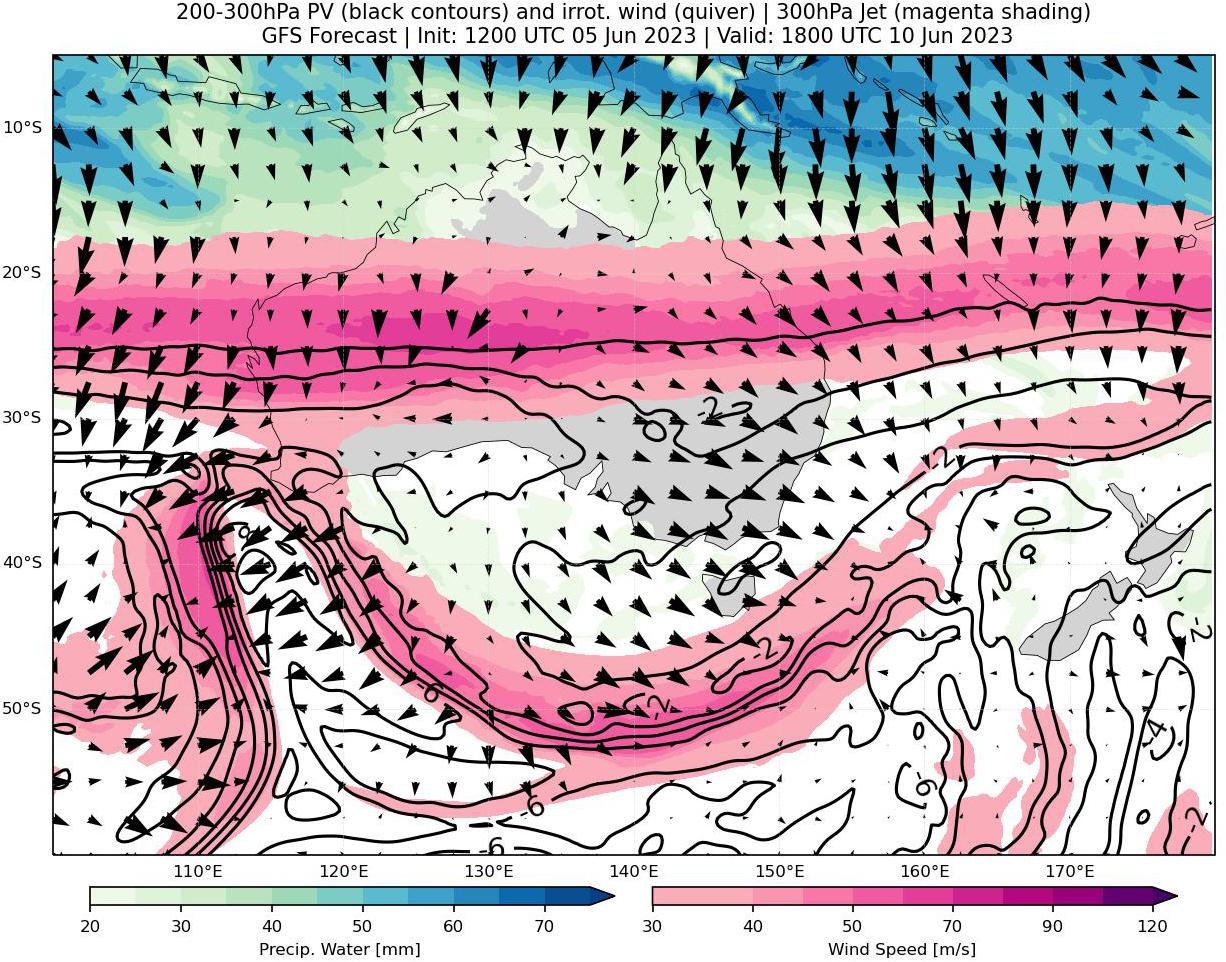 200-300hPa PV (black contours) and irrot. wind (quiver) | 300hPa Jet (magenta shading)
GFS Forecast | Init: 1200 UTC 05 Jun 2023 | Valid: 1800 UTC 10 Jun 2023
10°S
20°S
30°S
40°S
50°S
-2
-2
-8
-2
-2
-6
-2
-4
-6
-6
-6
-2
110°E
120°E
130°E
140°E
150°E
160°E
170°E
20 30 40 50 60 70
Precip. Water [mm]
30 40 50 70 90 120
Wind Speed [m/s]